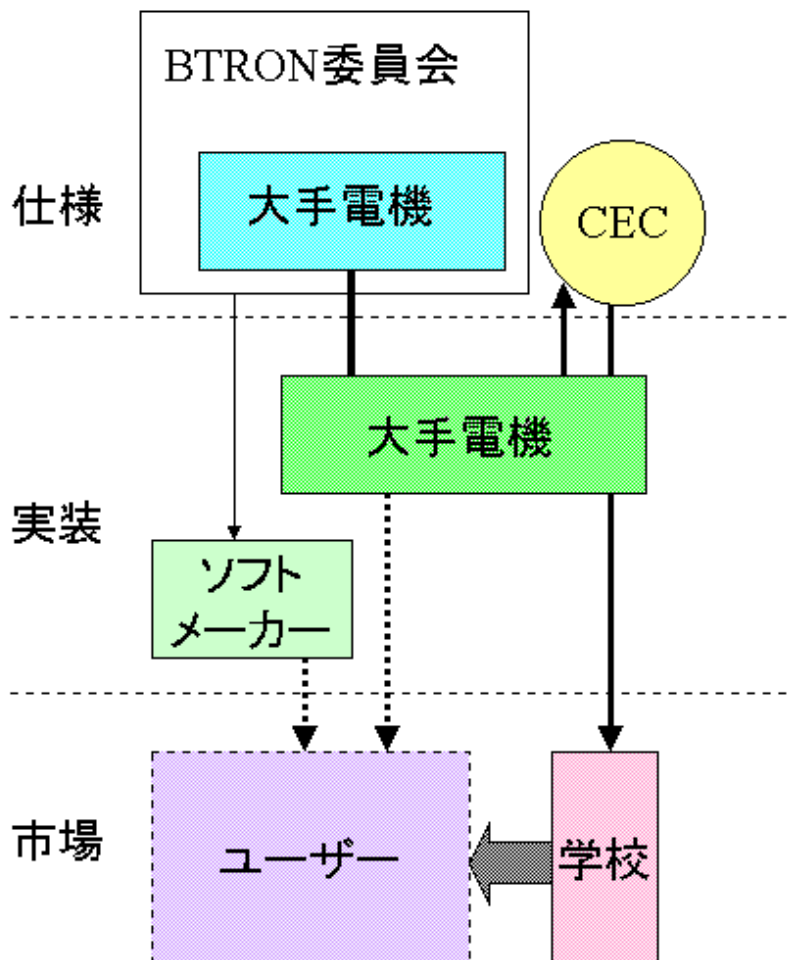 BTRON委員会
仕様
大手電機
CEC
大手電機
実装
ソフト
メーカー
市場
ユーザー
学校